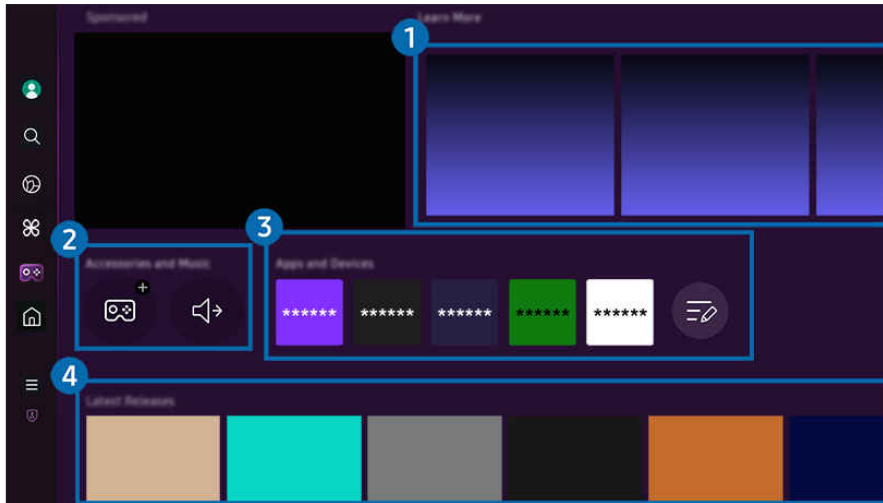 Sponsored
Learn More
1
2
3
Accessories and Music
Apps and Devices
****** ****** ****** ****** ******
4
Latest Releases